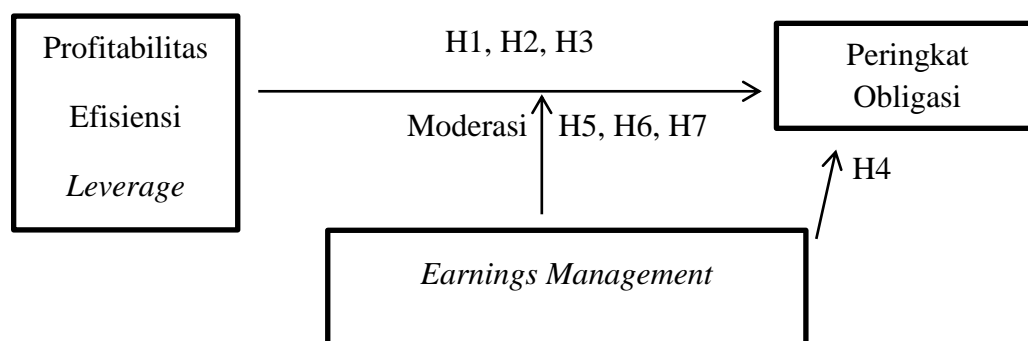 Profitabilitas
Efisiensi
Leverage
H1, H2, H3
Moderasi
H5, H6, H7
Peringkat
Obligasi
H4
Earnings Management